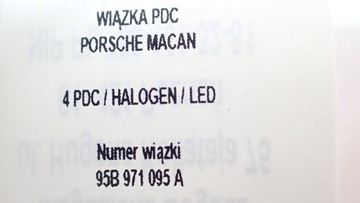 WIĄZKA PDC
PORSCHE MACAN
4 PDC / HALOGEN / LED
Numer wiązki
95B 971 095 A